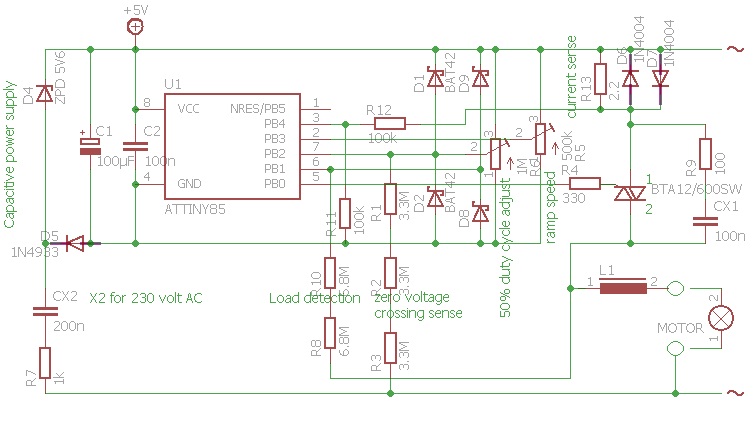 +5V
U1
8
VCC
4
GND
ATTINY85
NRES/PB5
PB4
PB3
PB2
PB1
PB0
1
3
2
7
6
5
Capacitive power supply
D4
ZPD 5V6
+
C1
100µF
C2
100n
D5
1N4933
CX2
200n
R7
1k
X2 for 230 volt AC
R12
100k
R11
100k
R1
3.3M
R10
6.8M
R8
6.8M
R2
3.3M
R3
3.3M
Load detection
zero voltage
crossing sense
D1
BAT42
D9
D2
BAT42
D8
3
2
1
1M
R6
50% duty cycle adjust
3
2
500k
R5
ramp speed
current sense
R13
2.2
D6
1N4004
D7
1N4004
R4
330
1
2
BTA12/600SW
R9
100
CX1
100n
L1
1
2
MOTOR
2
1